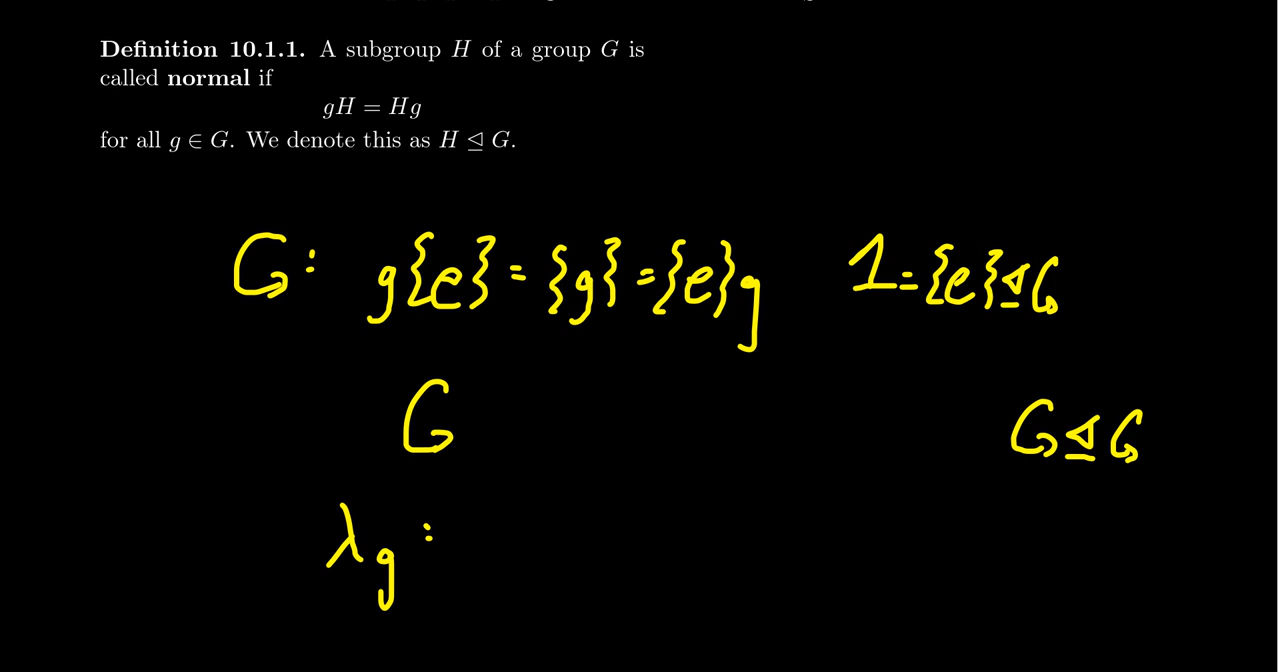 Definition 10.1.1. A subgroup H of a group G is
called normal if
gH = Hg
for all g ∈ G. We denote this as H ⊴ G.
G: g{e} = {g} = {e}g 1 = {e} ⊴ G
G G ⊴ G
λg :